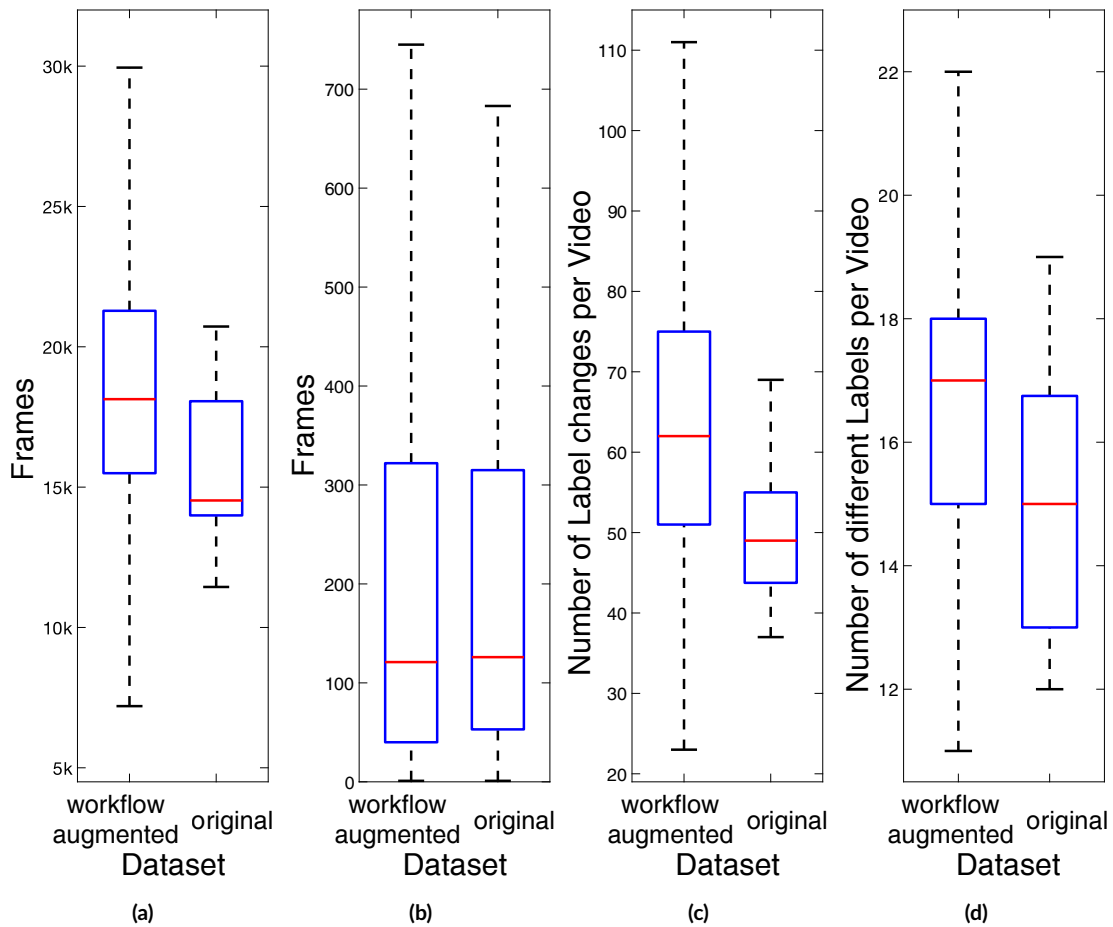 Frames
30k
25k
20k
15k
10k
5k
workflow
augmented
original
Dataset
(a)
Frames
700
600
500
400
300
200
100
0
workflow
augmented
original
Dataset
(b)
Number of Label changes per Video
110
100
90
80
70
60
50
40
30
20
workflow
augmented
original
Dataset
(c)
Number of different Labels per Video
22
20
18
16
14
12
workflow
augmented
original
Dataset
(d)